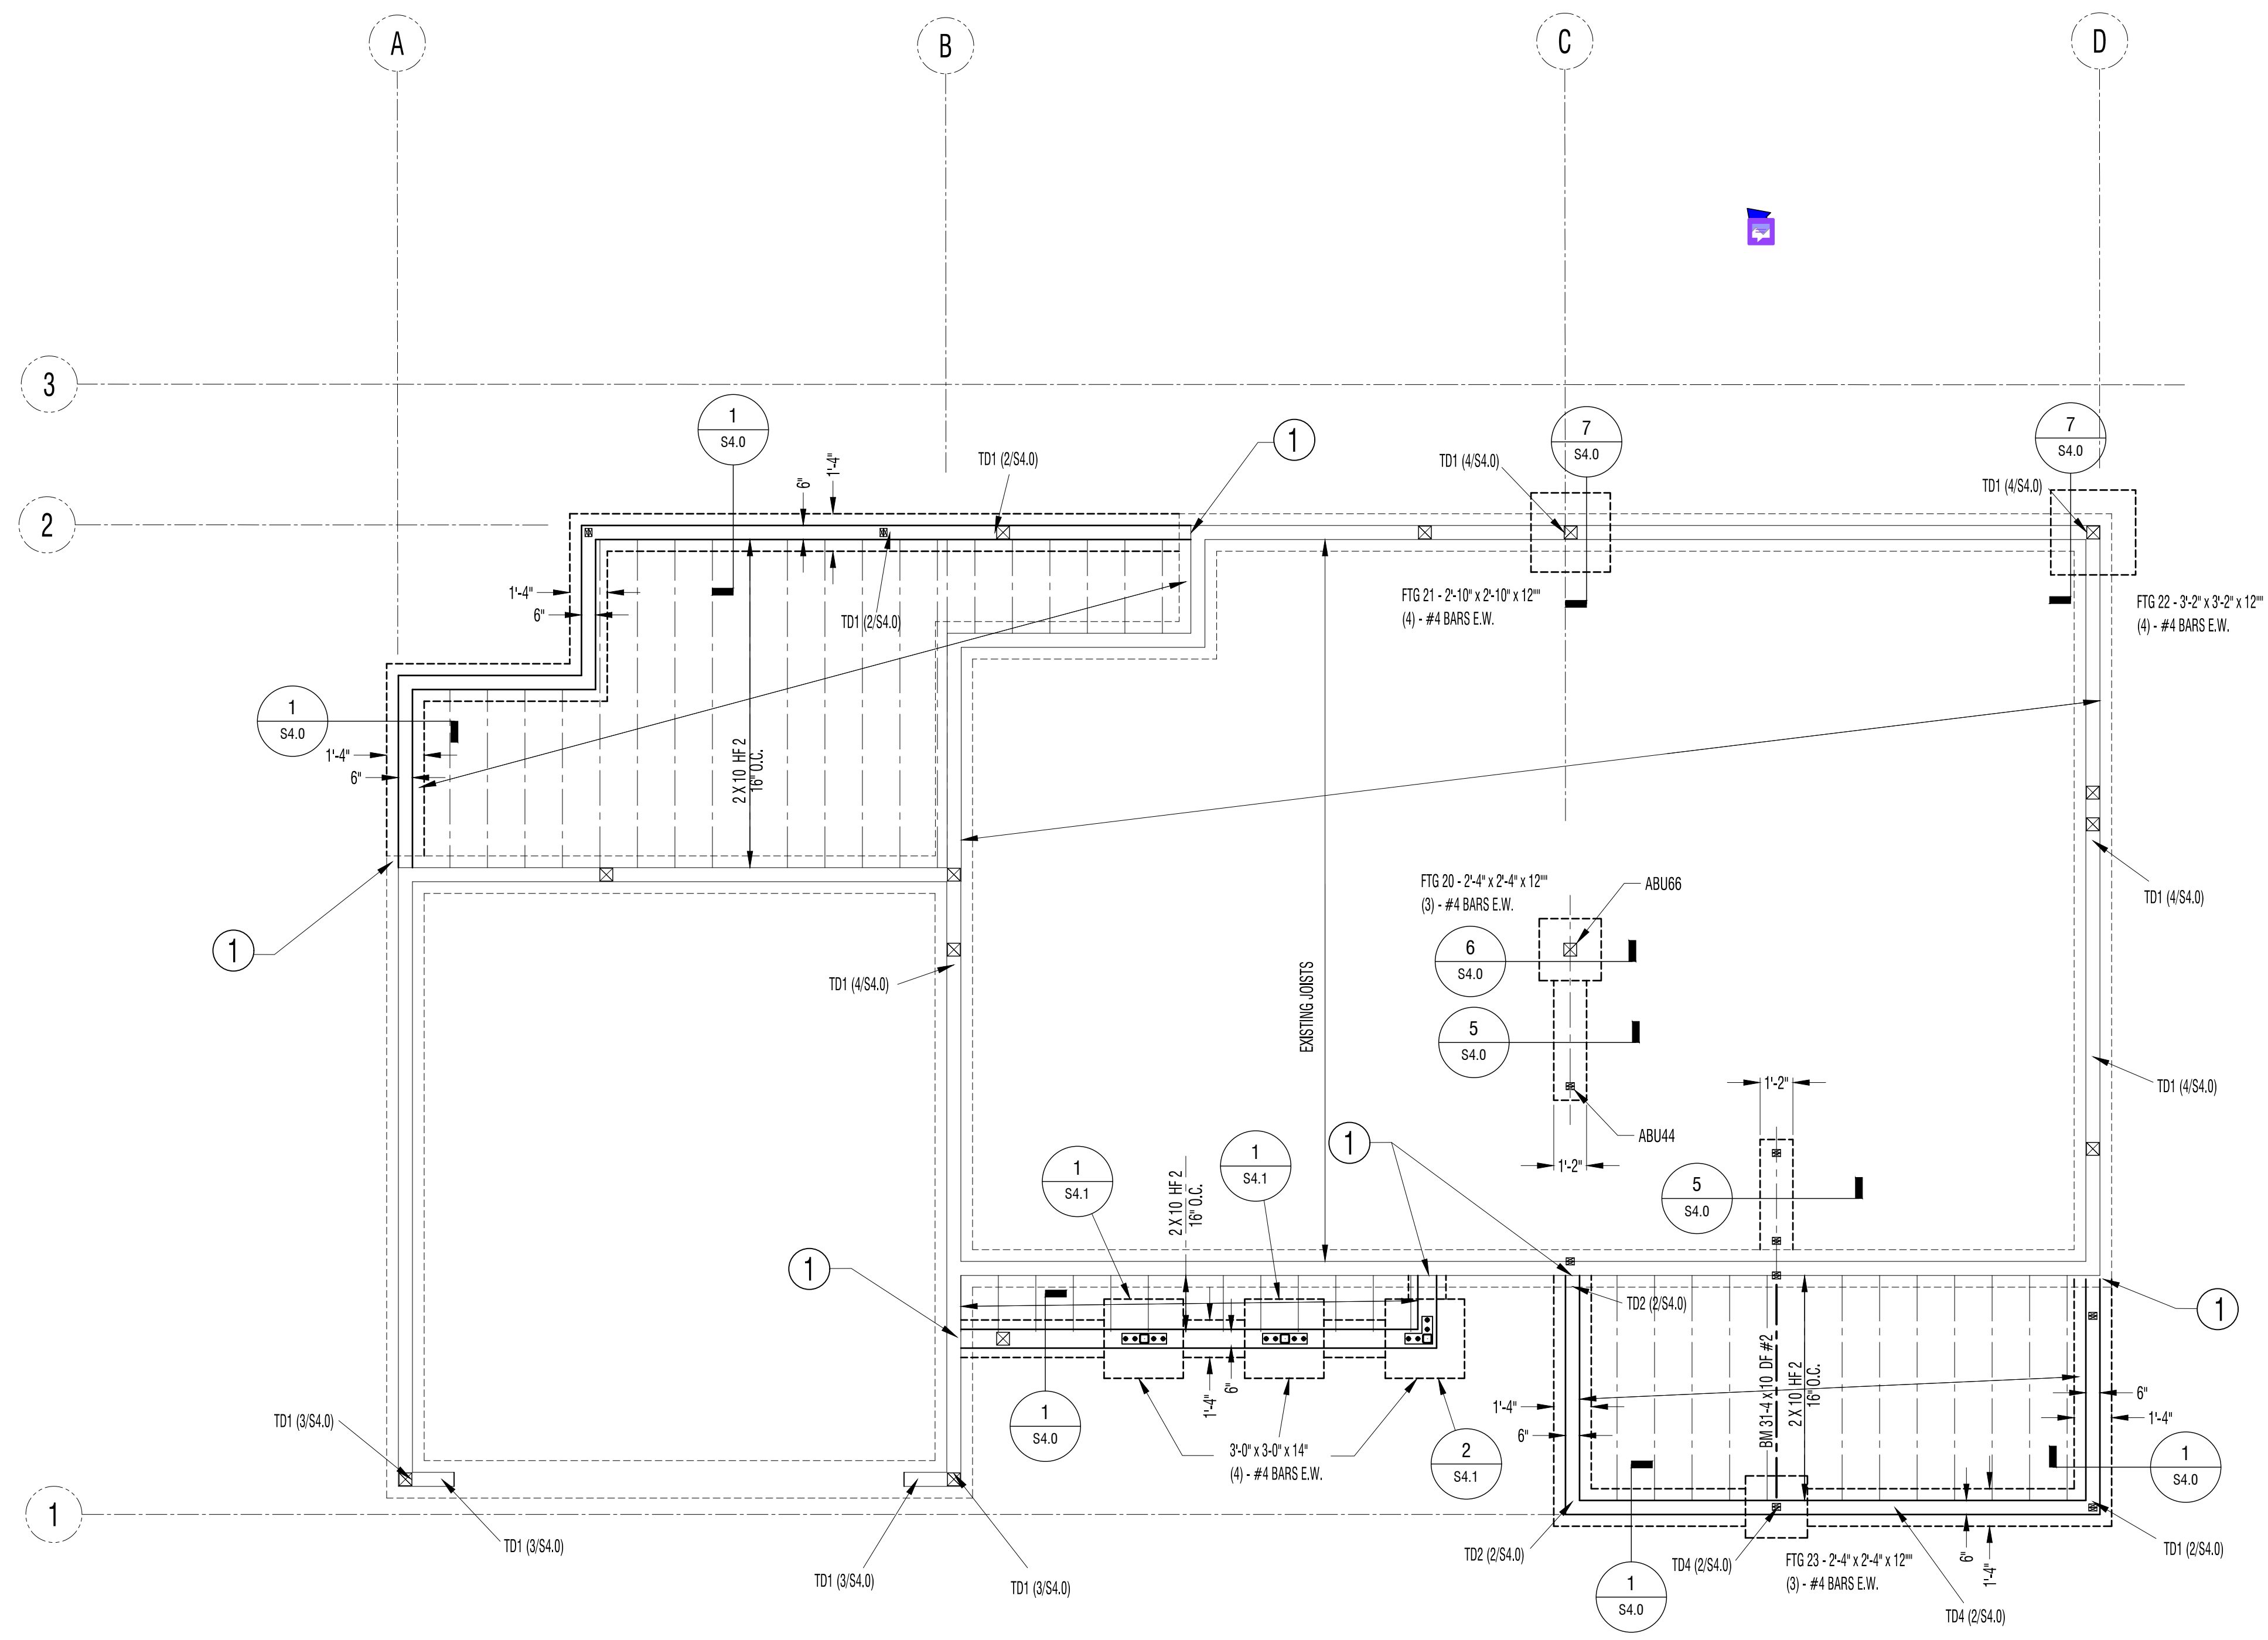 A
B
C
D
3
1
S4.0
1
7
S4.0
7
S4.0
TD1 (2/S4.0)
1'-4"
6"
TD1 (4/S4.0)
TD1 (4/S4.0)
2
1'-4"
6"
TD1 (2/S4.0)
FTG 21 - 2'-10" x 2'-10" x 12""
(4) - #4 BARS E.W.
FTG 22 - 3'-2" x 3'-2" x 12""
(4) - #4 BARS E.W.
1
S4.0
1'-4"
6"
2 X 10 HF 2
16" O.C.
FTG 20 - 2'-4" x 2'-4" x 12""
(3) - #4 BARS E.W.
ABU66
TD1 (4/S4.0)
1
6
S4.0
TD1 (4/S4.0)
EXISTING JOISTS
5
S4.0
1'-2"
TD1 (4/S4.0)
ABU44
1
1'-2"
1
S4.1
1
S4.1
2 X 10 HF 2
16" O.C.
5
S4.0
1
TD2 (2/S4.0)
1
1'-4"
6"
BM 31-4 x 10 DF #2
2 X 10 HF 2
16" O.C.
6"
1'-4"
1'-4"
6"
TD1 (3/S4.0)
1
S4.0
3'-0" x 3-0" x 14"
(4) - #4 BARS E.W.
2
S4.1
1
S4.0
1
TD1 (3/S4.0)
TD1 (3/S4.0)
TD1 (3/S4.0)
TD2 (2/S4.0)
1
S4.0
TD4 (2/S4.0)
FTG 23 - 2'-4" x 2'-4" x 12""
(3) - #4 BARS E.W.
6"
1'-4"
TD1 (2/S4.0)
TD4 (2/S4.0)